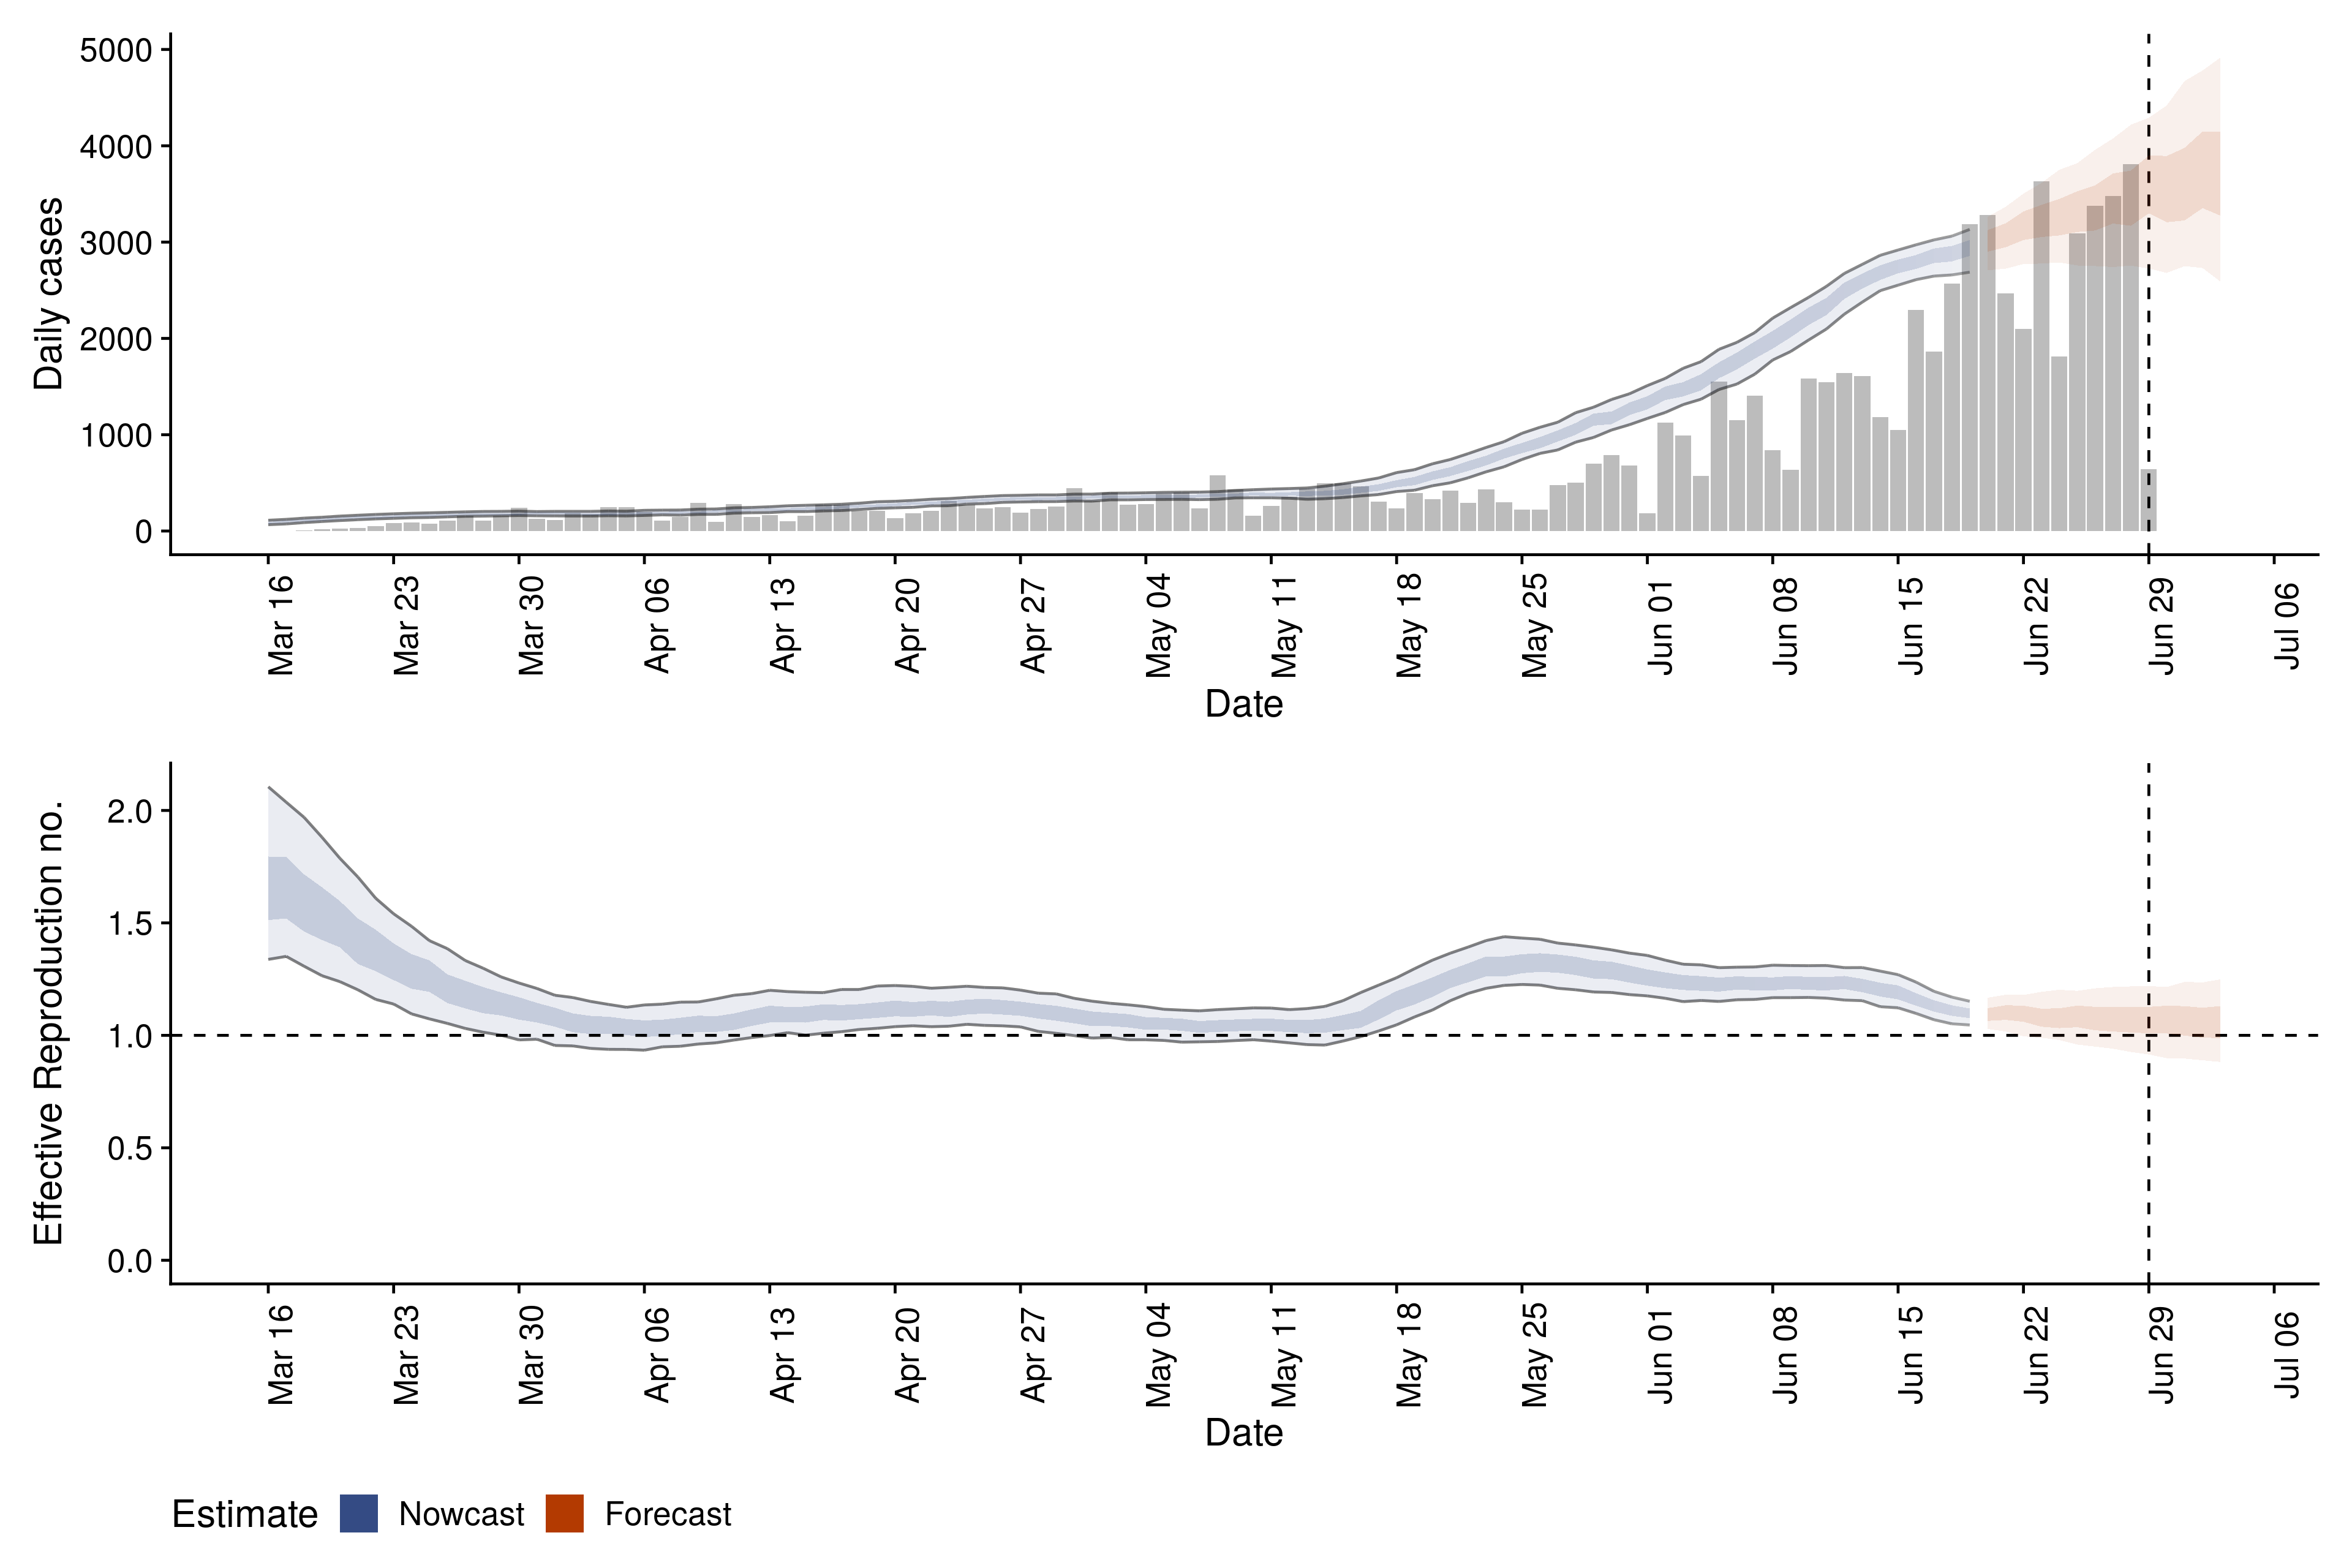 5000
4000
3000
2000
1000
0
Daily cases
Mar 16
Mar 23
Mar 30
Apr 06
Apr 13
Apr 20
Apr 27
May 04
May 11
May 18
May 25
Jun 01
Jun 08
Jun 15
Jun 22
Jun 29
Jul 06
Date
2.0
1.5
1.0
0.5
0.0
Effective Reproduction no.
Mar 16
Mar 23
Mar 30
Apr 06
Apr 13
Apr 20
Apr 27
May 04
May 11
May 18
May 25
Jun 01
Jun 08
Jun 15
Jun 22
Jun 29
Jul 06
Date
Estimate Nowcast Forecast